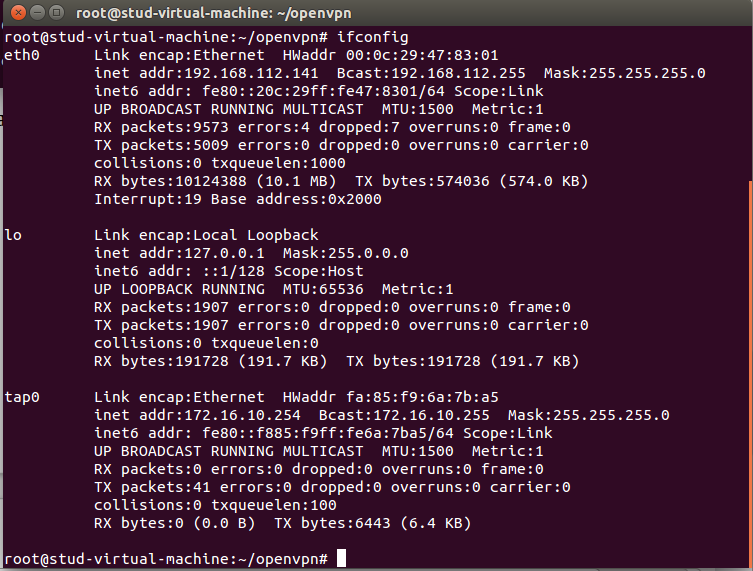 root@stud-virtual-machine: ~/openvpn
root@stud-virtual-machine:~/openvpn# ifconfig
eth0      Link encap:Ethernet  HWaddr 00:0c:29:47:83:01
          inet addr:192.168.112.141  Bcast:192.168.112.255  Mask:255.255.255.0
          inet6 addr: fe80::20c:29ff:fe47:8301/64 Scope:Link
          UP BROADCAST RUNNING MULTICAST  MTU:1500  Metric:1
          RX packets:9573 errors:4 dropped:7 overruns:0 frame:0
          TX packets:5009 errors:0 dropped:0 overruns:0 carrier:0
          collisions:0 txqueuelen:1000
          RX bytes:10124388 (10.1 MB)  TX bytes:574036 (574.0 KB)
          Interrupt:19 Base address:0x2000

lo        Link encap:Local Loopback
          inet addr:127.0.0.1  Mask:255.0.0.0
          inet6 addr: ::1/128 Scope:Host
          UP LOOPBACK RUNNING  MTU:65536  Metric:1
          RX packets:1907 errors:0 dropped:0 overruns:0 frame:0
          TX packets:1907 errors:0 dropped:0 overruns:0 carrier:0
          collisions:0 txqueuelen:0
          RX bytes:191728 (191.7 KB)  TX bytes:191728 (191.7 KB)

tap0      Link encap:Ethernet  HWaddr fa:85:f9:6a:7b:a5
          inet addr:172.16.10.254  Bcast:172.16.10.255  Mask:255.255.255.0
          inet6 addr: fe80::f885:f9ff:fe6a:7ba5/64 Scope:Link
          UP BROADCAST RUNNING MULTICAST  MTU:1500  Metric:1
          RX packets:0 errors:0 dropped:0 overruns:0 frame:0
          TX packets:41 errors:0 dropped:0 overruns:0 carrier:0
          collisions:0 txqueuelen:100
          RX bytes:0 (0.0 B)  TX bytes:6443 (6.4 KB)

root@stud-virtual-machine:~/openvpn#